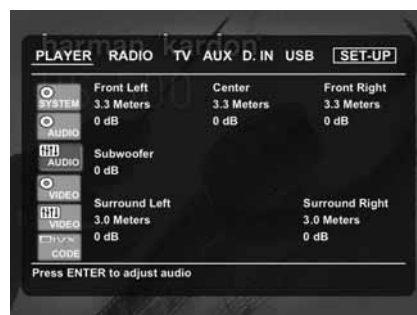 harman kardon
PLAYER RADIO TV AUX D. IN USB SET-UP
SYSTEM
AUDIO
AUDIO
VIDEO
VIDEO
CODE
Front Left Center Front Right
3.3 Meters 3.3 Meters 3.3 Meters
0 dB 0 dB 0 dB
Subwoofer
0 dB
Surround Left Surround Right
3.0 Meters 3.0 Meters
0 dB 0 dB
Press ENTER to adjust audio